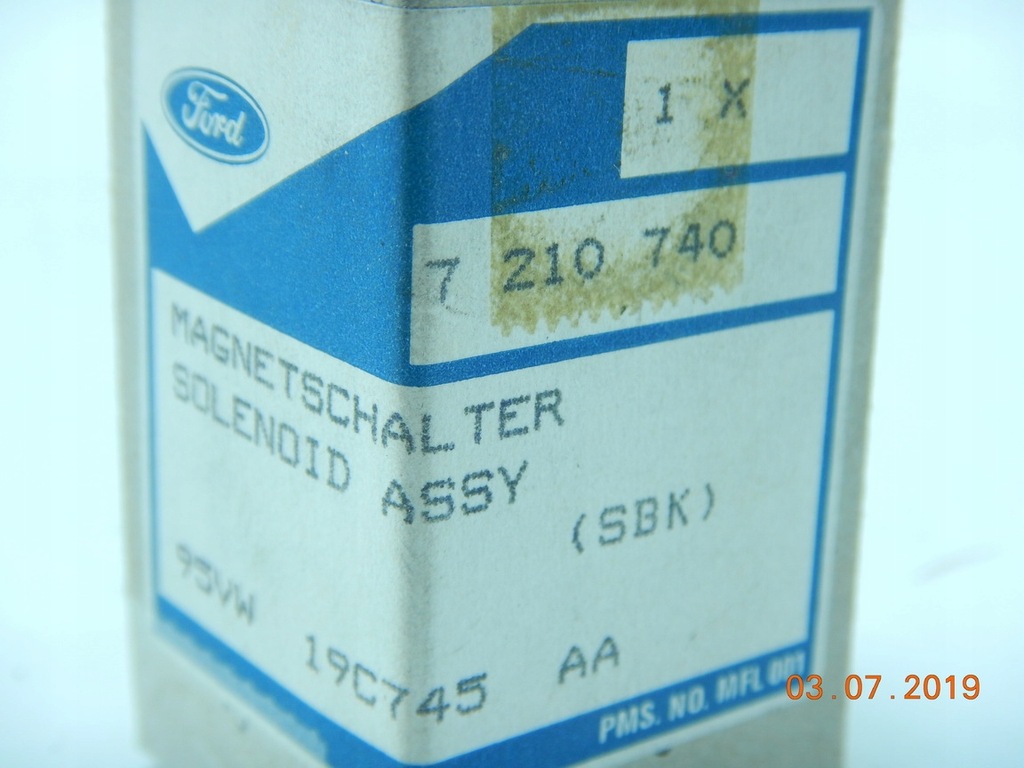 Ford
1 X
7 210 740
MAGNETSCHALTER
SOLENOID ASSY
(SBK)
95VW 19C745 AA
PMS. NO. MFL 001
03.07.2019